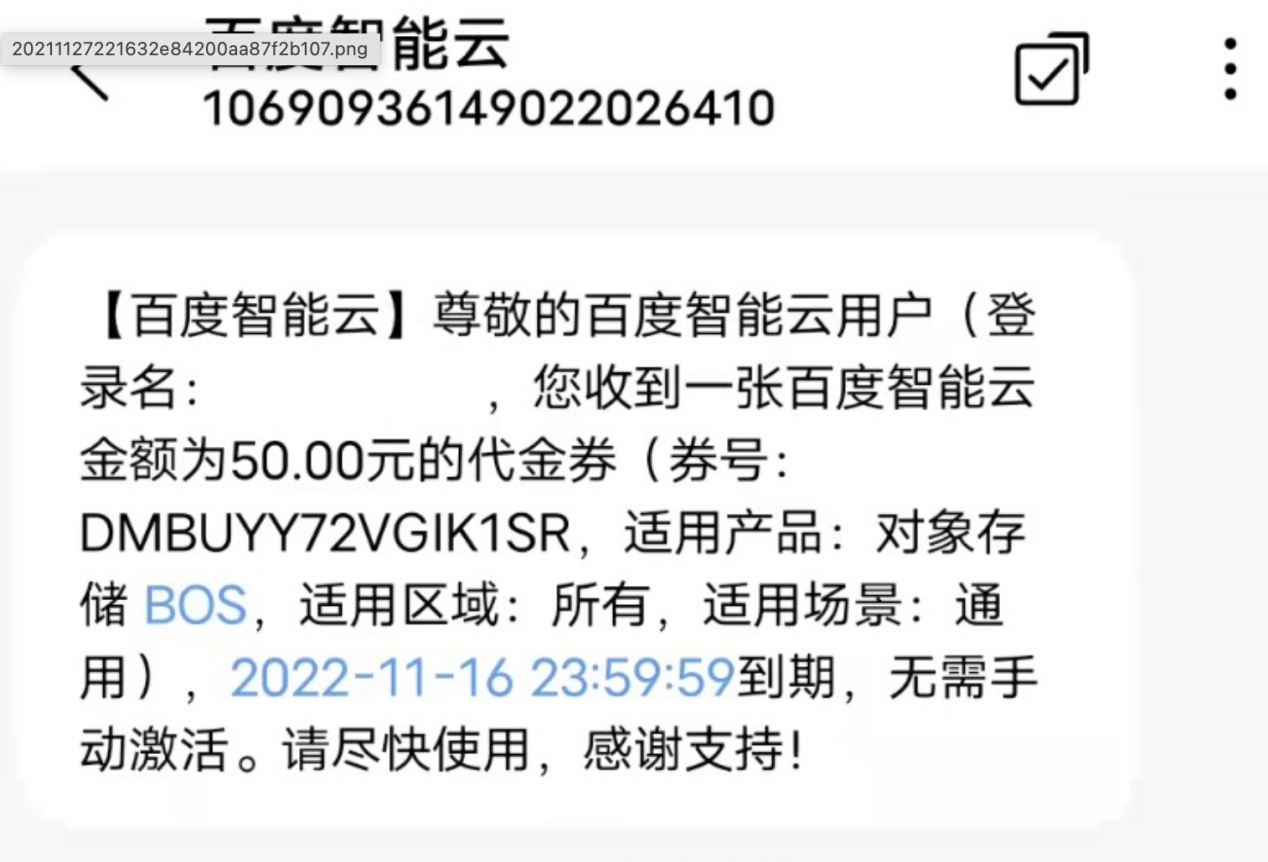 百度智能云
20211127221632e84200aa87f2b107.png
10690936149022026410
【百度智能云】尊敬的百度智能云用户（登
录名： ，您收到一张百度智能云
金额为50.00元的代金券（券号：
DMBUYY72VGIK1SR，适用产品：对象存
储 BOS，适用区域：所有，适用场景：通
用），2022-11-16 23:59:59到期，无需手
动激活。请尽快使用，感谢支持！